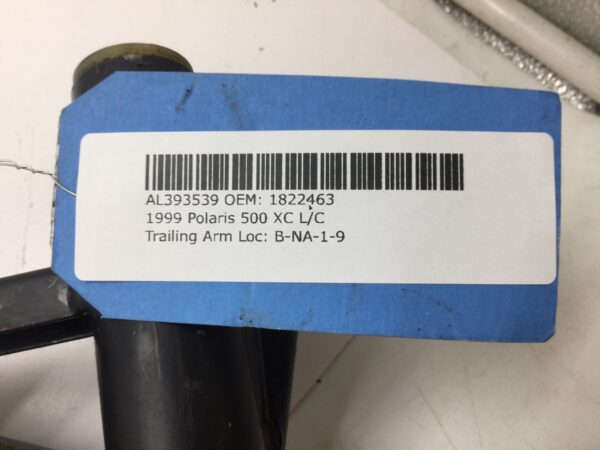 AL393539 OEM: 1822463
1999 Polaris 500 XC L/C
Trailing Arm Loc: B-NA-1-9